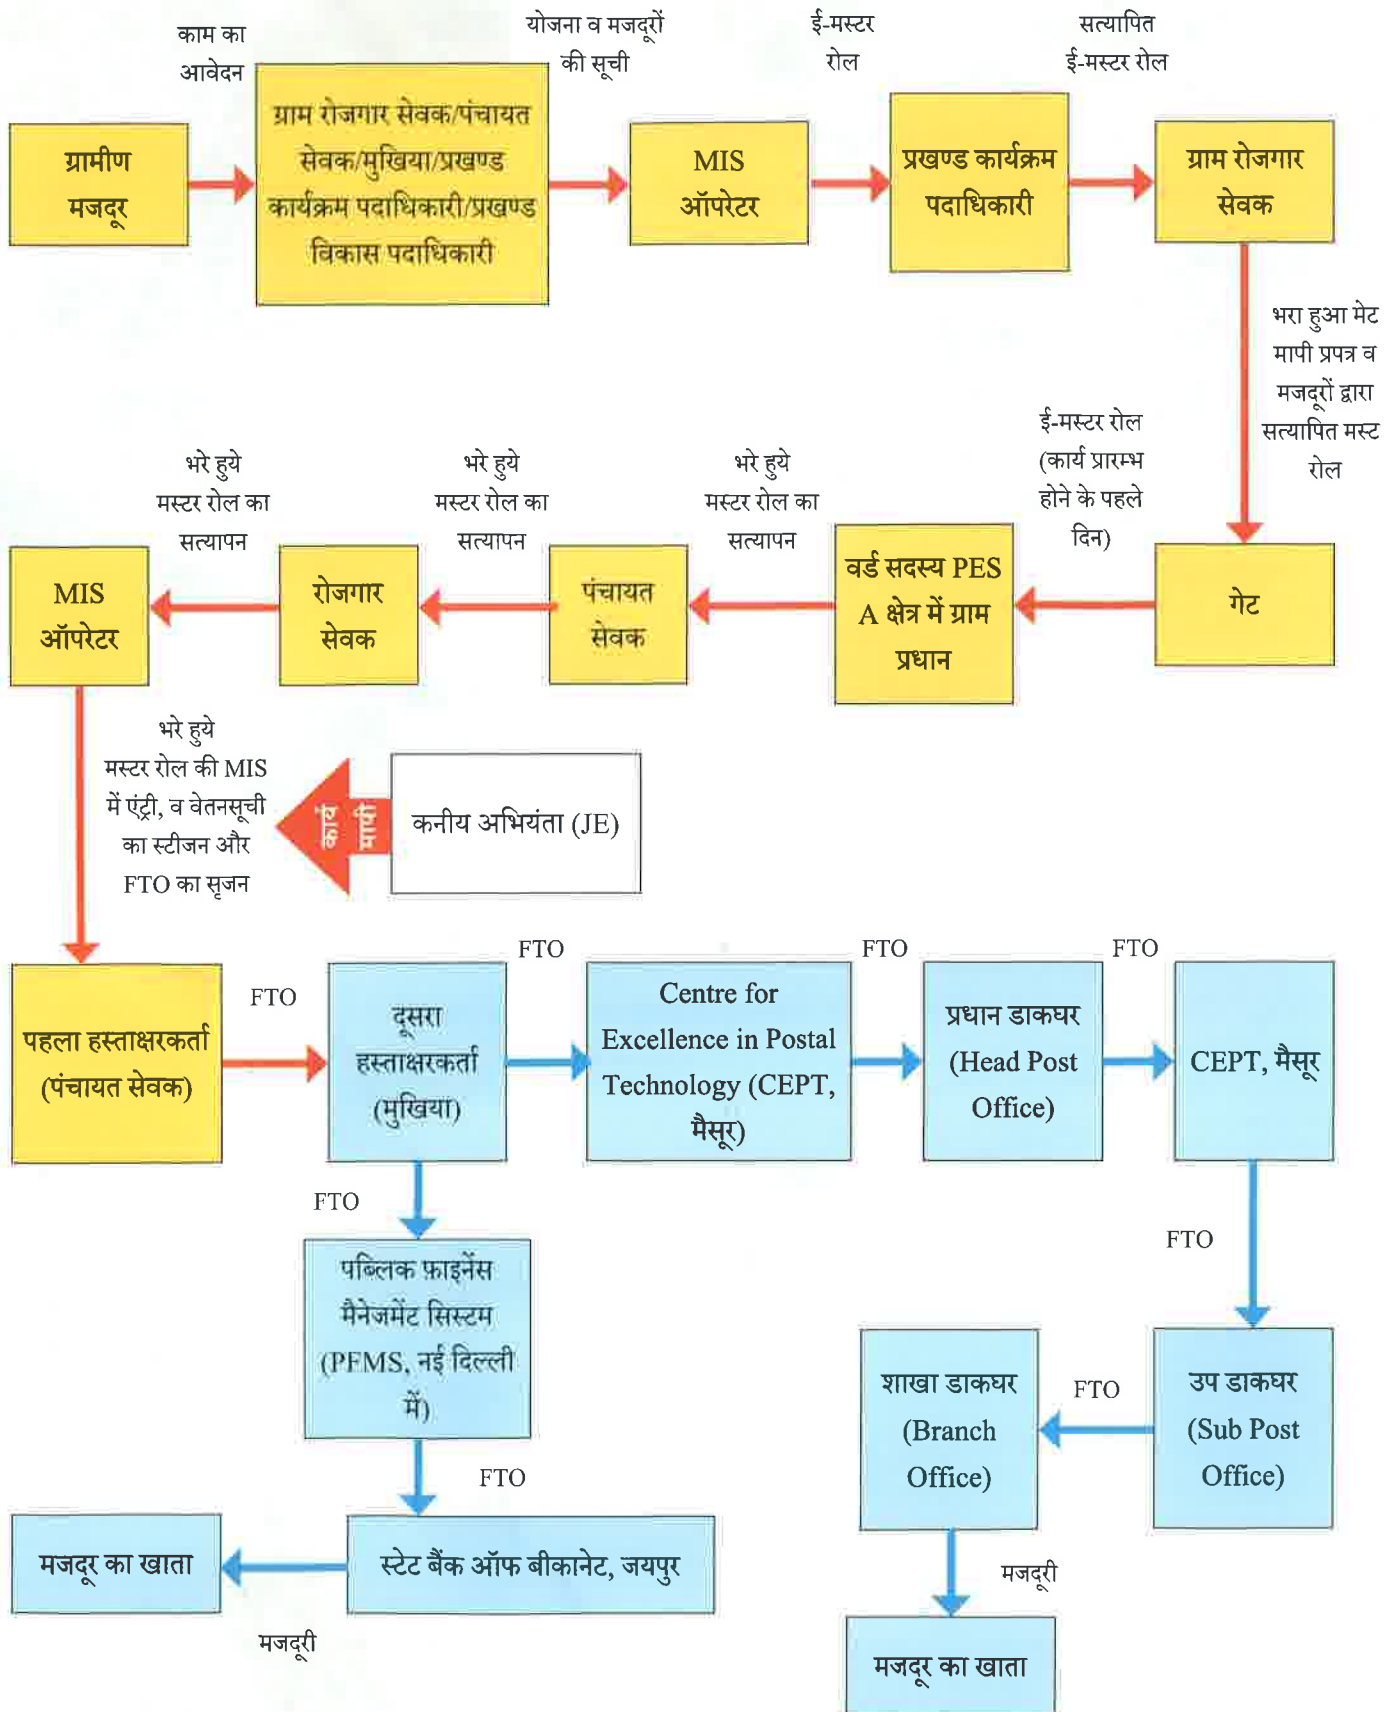 काम का
आवेदन
योजना व मजदूरों
की सूची
ई-मस्टर
रोल
सत्यापित
ई-मस्टर रोल
ग्रामीण
मजदूर
ग्राम रोजगार सेवक/पंचायत
सेवक/मुखिया/प्रखण्ड
कार्यक्रम पदाधिकारी/प्रखण्ड
विकास पदाधिकारी
MIS
ऑपरेटर
प्रखण्ड कार्यक्रम
पदाधिकारी
ग्राम रोजगार
सेवक
भरा हुआ मेट
मापी प्रपत्र व
मजदूरों द्वारा
सत्यापित मस्ट
रोल
गेट
ई-मस्टर रोल
(कार्य प्रारम्भ
होने के पहले
दिन)
वर्ड सदस्य PES
A क्षेत्र में ग्राम
प्रधान
भरे हुये
मस्टर रोल का
सत्यापन
पंचायत
सेवक
भरे हुये
मस्टर रोल का
सत्यापन
रोजगार
सेवक
भरे हुये
मस्टर रोल का
सत्यापन
MIS
ऑपरेटर
भरे हुये
मस्टर रोल की MIS
में एंट्री, व वेतनसूची
का स्टीजन और
FTO का सृजन
कार्य
मापी
कनीय अभियंता (JE)
पहला हस्ताक्षरकर्ता
(पंचायत सेवक)
FTO
दूसरा
हस्ताक्षरकर्ता
(मुखिया)
FTO
Centre for
Excellence in Postal
Technology (CEPT,
मैसूर)
FTO
प्रधान डाकघर
(Head Post
Office)
FTO
CEPT, मैसूर
FTO
उप डाकघर
(Sub Post
Office)
FTO
शाखा डाकघर
(Branch
Office)
मजदूरी
मजदूर का खाता
FTO
पब्लिक फ़ाइनेंस
मैनेजमेंट सिस्टम
(PFMS, नई दिल्ली
में)
FTO
स्टेट बैंक ऑफ बीकानेट, जयपुर
मजदूरी
मजदूर का खाता